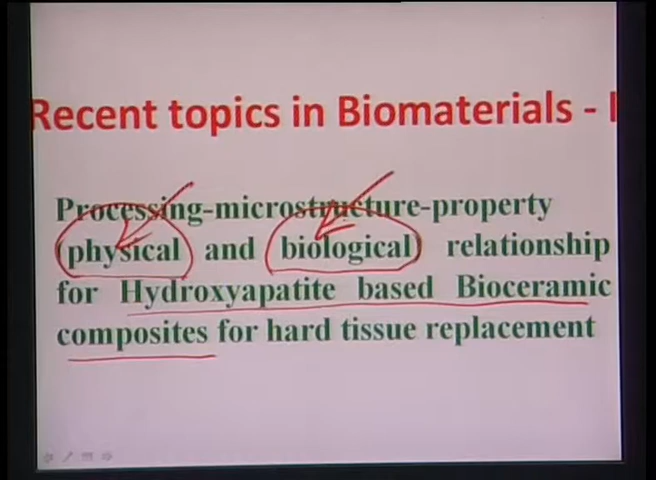 Recent topics in Biomaterials - I
Processing-microstructure-property
(physical and biological) relationship
for Hydroxyapatite based Bioceramic
composites for hard tissue replacement